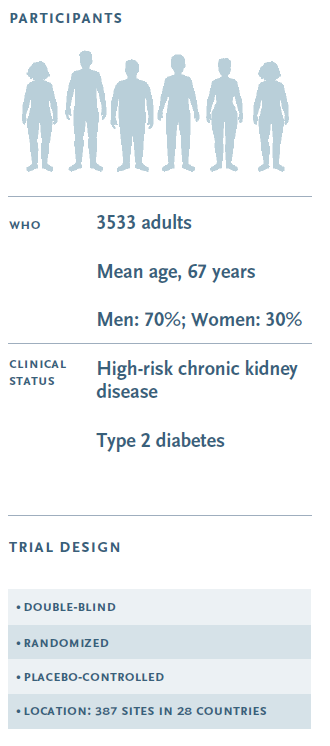 PARTICIPANTS
WHO
3533 adults
Mean age, 67 years
Men: 70%; Women: 30%
CLINICAL
STATUS
High-risk chronic kidney
disease
Type 2 diabetes
TRIAL DESIGN
• DOUBLE-BLIND
• RANDOMIZED
• PLACEBO-CONTROLLED
• LOCATION: 387 SITES IN 28 COUNTRIES